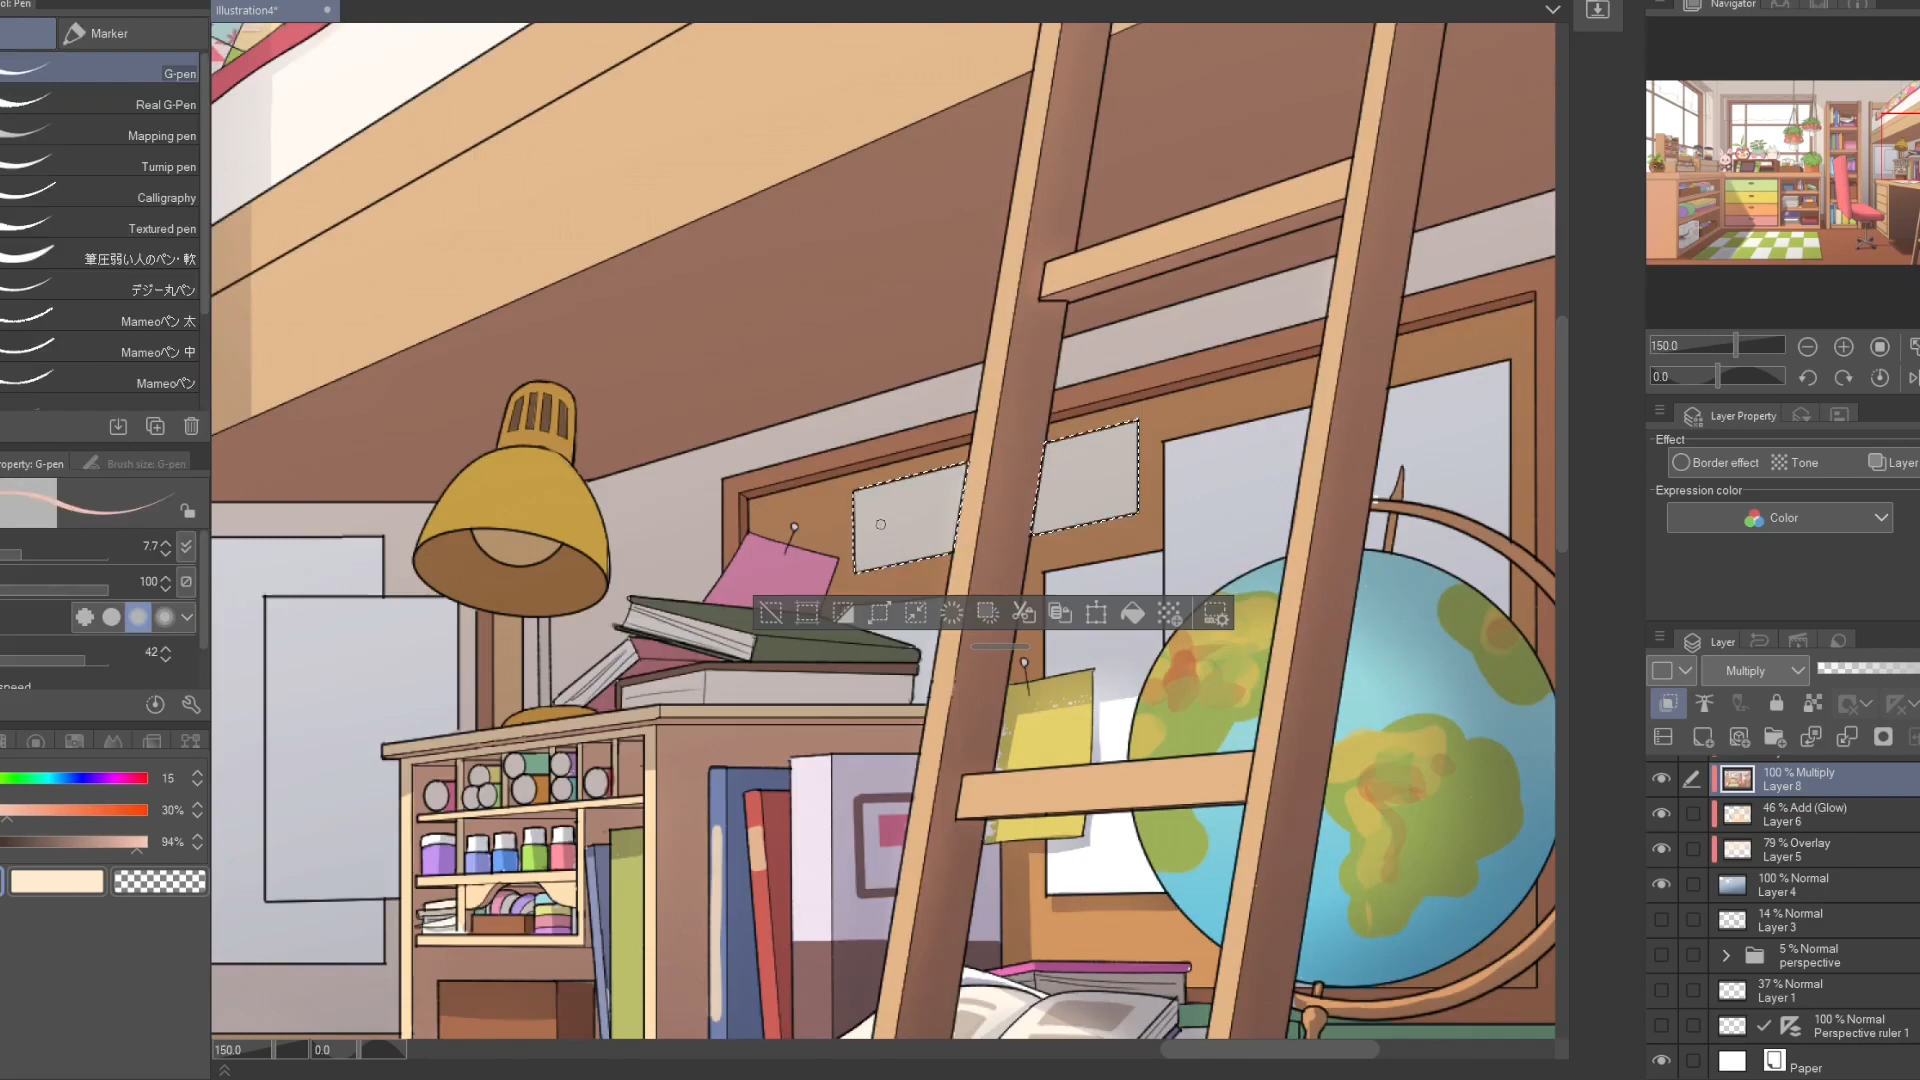 ol: Pen
Illustration4*
Navigator
Marker
G-pen
Real G-Pen
Mapping pen
Turnip pen
Calligraphy
Textured pen
筆圧弱い人のペン・軟
デジ一丸ペン
Mameoペン 太
Mameoペン 中
Mameoペン
roperty: G-pen
Brush size: G-pen
7.7
100
42
speed
15
30%
94%
150.0
0.0
150.0
0.0
Layer Property
Effect
Border effect
Tone
Layer
Expression color
Color
Layer
Multiply
100 % Multiply
Layer 8
46 % Add (Glow)
Layer 6
79 % Overlay
Layer 5
100 % Normal
Layer 4
14 % Normal
Layer 3
5 % Normal
perspective
37 % Normal
Layer 1
100 % Normal
Perspective ruler 1
Paper